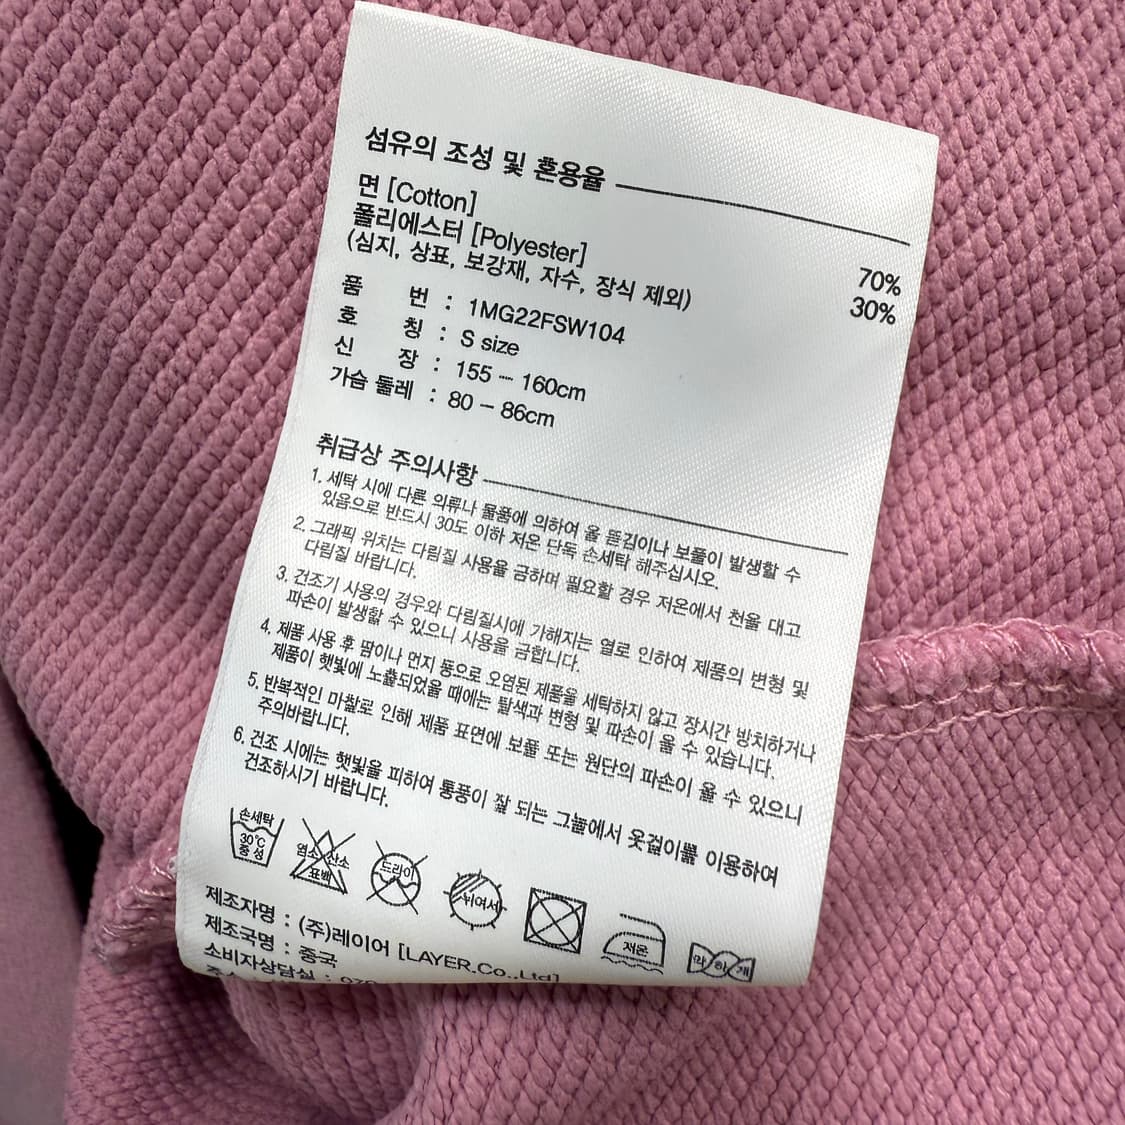 섬유의 조성 및 혼용율
면 [Cotton] 70%
폴리에스터 [Polyester] 30%
(심지, 상표, 보강재, 자수, 장식 제외)
품 번 : 1MG22FSW104
호 칭 : S size
신 장 : 155 - 160cm
가슴 둘레 : 80 - 86cm
취급상 주의사항
1. 세탁 시에 다른 의류나 물품에 의하여 올 뜯김이나 보풀이 발생할 수
있음으로 반드시 30도 이하 저온 단독 손세탁 해주십시오.
2. 그래픽 위치는 다림질 사용을 금하며 필요할 경우 저온에서 천을 대고
다림질 바랍니다.
3. 건조기 사용의 경우와 다림질시에 가해지는 열로 인하여 제품의 변형 및
파손이 발생할 수 있으니 사용을 금합니다.
4. 제품 사용 후 땀이나 먼지 등으로 오염된 제품을 세탁하지 않고 장시간 방치하거나
제품이 햇빛에 노출되었을 때에는 탈색과 변형 및 파손이 올 수 있습니다.
5. 반복적인 마찰로 인해 제품 표면에 보풀 또는 원단의 파손이 올 수 있으니
주의바랍니다.
6. 건조 시에는 햇빛을 피하여 통풍이 잘 되는 그늘에서 옷걸이를 이용하여
건조하시기 바랍니다.
손세탁
30℃
중성
염소 산소
표백
드라이
뉘어서
저온
약하게
제조자명 : (주)레이어 [LAYER.Co.,Ltd]
제조국명 : 중국
소비자상담실 :